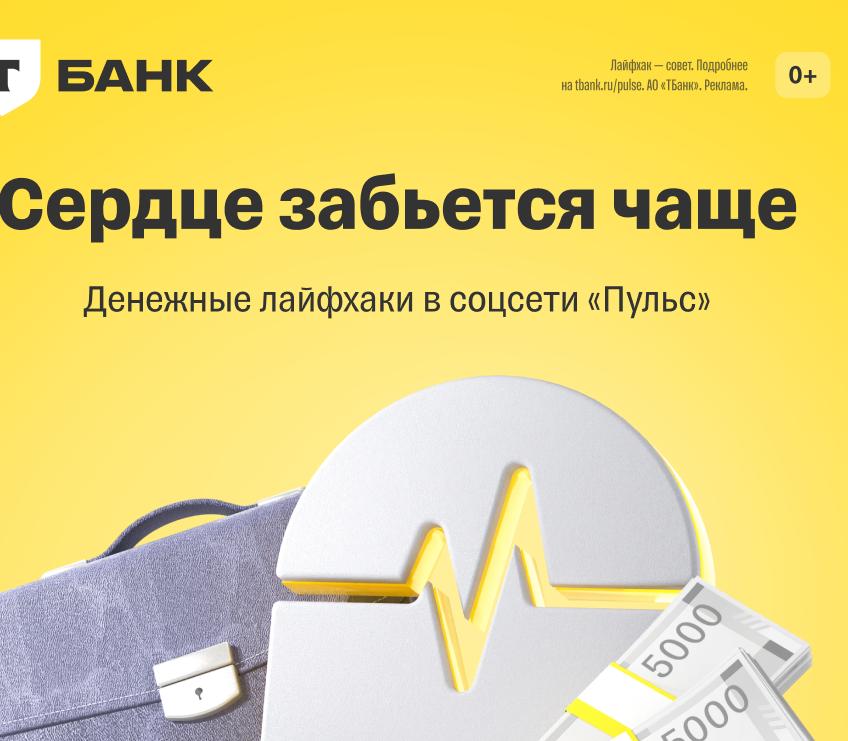 Т БАНК
Лайфхак — совет. Подробнее
на tbank.ru/pulse. АО «ТБанк». Реклама.
0+
Сердце забьется чаще
Денежные лайфхаки в соцсети «Пульс»
5000
5000